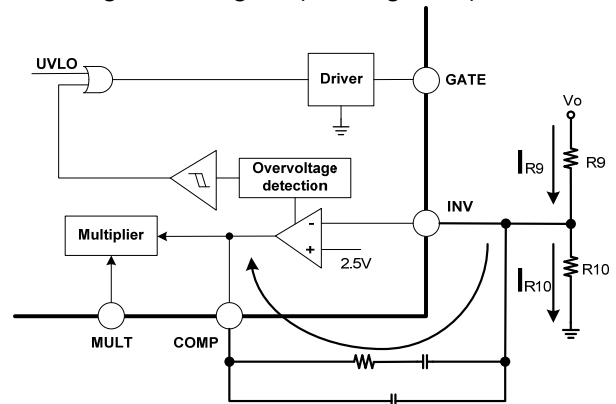 UVLO
Driver
GATE
Vo
IR9
R9
Overvoltage
detection
INV
Multiplier
-
+
2.5V
IR10
R10
MULT
COMP